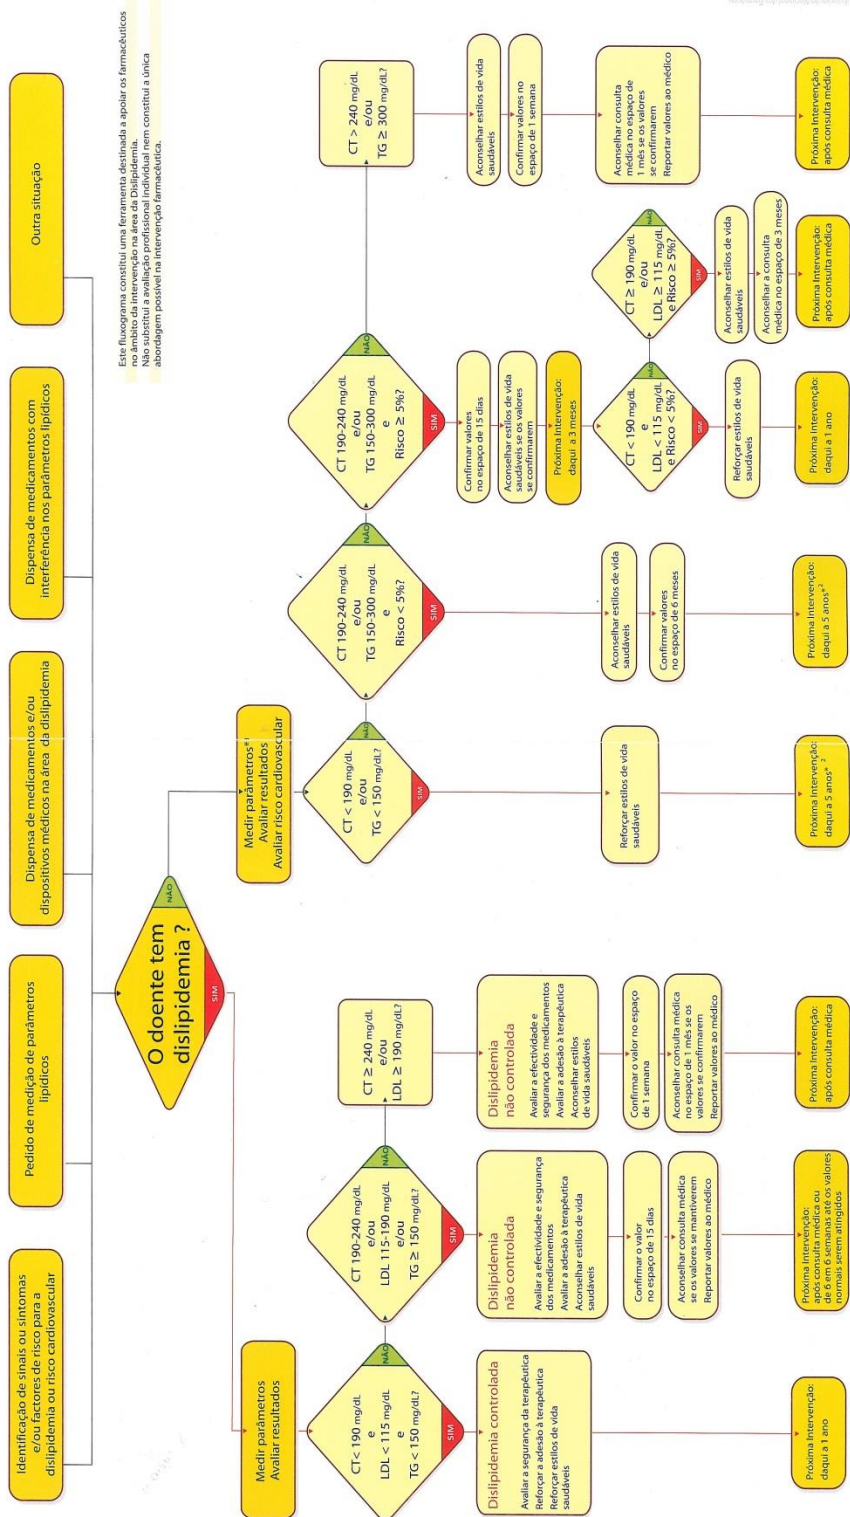 Identificação de sinais ou sintomas
e/ou factores de risco para a
dislipidemia ou risco cardiovascular
Pedido de medição de parâmetros
lipídicos
Dispensa de medicamentos e/ou
dispositivos médicos na área da dislipidemia
Dispensa de medicamentos com
interferência nos parâmetros lipídicos
Outra situação
Este fluxograma constitui uma ferramenta destinada a apoiar os farmacêuticos
no âmbito da intervenção na área da Dislipidemia.
Não substitui a avaliação profissional individual nem constitui a única
abordagem possível na intervenção farmacêutica.
O doente tem
dislipidemia ?
NÃO
SIM
Medir parâmetros
Avaliar resultados
CT< 190 mg/dL
e
LDL < 115 mg/dL
e
TG < 150 mg/dL?
NÃO
SIM
Dislipidemia controlada
Avaliar a segurança da terapêutica
Reforçar a adesão à terapêutica
Reforçar estilos de vida
saudáveis
Próxima Intervenção:
daqui a 1 ano
CT 190-240 mg/dL
e/ou
LDL 115-190 mg/dL
e/ou
TG ≥ 150 mg/dL?
NÃO
SIM
Dislipidemia
não controlada
Avaliar a efectividade e segurança
dos medicamentos
Avaliar a adesão à terapêutica
Aconselhar estilos de vida
saudáveis
Confirmar o valor
no espaço de 15 dias
Aconselhar consulta médica
se os valores se mantiverem
Reportar valores ao médico
Próxima Intervenção:
após consulta médica ou
de 6 em 6 semanas até os valores
normais serem atingidos
CT ≥ 240 mg/dL
e/ou
LDL ≥ 190 mg/dL?
Dislipidemia
não controlada
Avaliar a efectividade e
segurança dos medicamentos
Avaliar a adesão à terapêutica
Aconselhar estilos
de vida saudáveis
Confirmar o valor no espaço
de 1 semana
Aconselhar consulta médica
no espaço de 1 mês se os
valores se confirmarem
Reportar valores ao médico
Próxima Intervenção:
após consulta médica
Medir parâmetros*¹
Avaliar resultados
Avaliar risco cardiovascular
CT < 190 mg/dL
e/ou
TG < 150 mg/dL?
NÃO
SIM
Reforçar estilos de vida
saudáveis
Próxima Intervenção:
daqui a 5 anos*²
CT 190-240 mg/dL
e/ou
TG 150-300 mg/dL
e
Risco < 5%?
NÃO
SIM
Aconselhar estilos de vida
saudáveis
Confirmar valores
no espaço de 6 meses
Próxima Intervenção:
daqui a 5 anos*²
CT 190-240 mg/dL
e/ou
TG 150-300 mg/dL
e
Risco ≥ 5%?
NÃO
SIM
Confirmar valores
no espaço de 15 dias
Aconselhar estilos de vida
saudáveis se os valores
se confirmarem
Próxima Intervenção:
daqui a 3 meses
CT < 190 mg/dL
e
LDL < 115 mg/dL
e Risco < 5%?
NÃO
SIM
Reforçar estilos de vida
saudáveis
Próxima Intervenção:
daqui a 1 ano
CT ≥ 190 mg/dL
e/ou
LDL ≥ 115 mg/dL
e Risco ≥ 5%?
NÃO
SIM
Aconselhar estilos de vida
saudáveis
Aconselhar a consulta
médica no espaço de 3 meses
Próxima Intervenção:
após consulta médica
CT > 240 mg/dL
e/ou
TG ≥ 300 mg/dL
Aconselhar estilos de vida
saudáveis
Confirmar valores no
espaço de 1 semana
Aconselhar consulta
médica no espaço de
1 mês se os valores
se confirmarem
Reportar valores ao médico
Próxima Intervenção:
após consulta médica